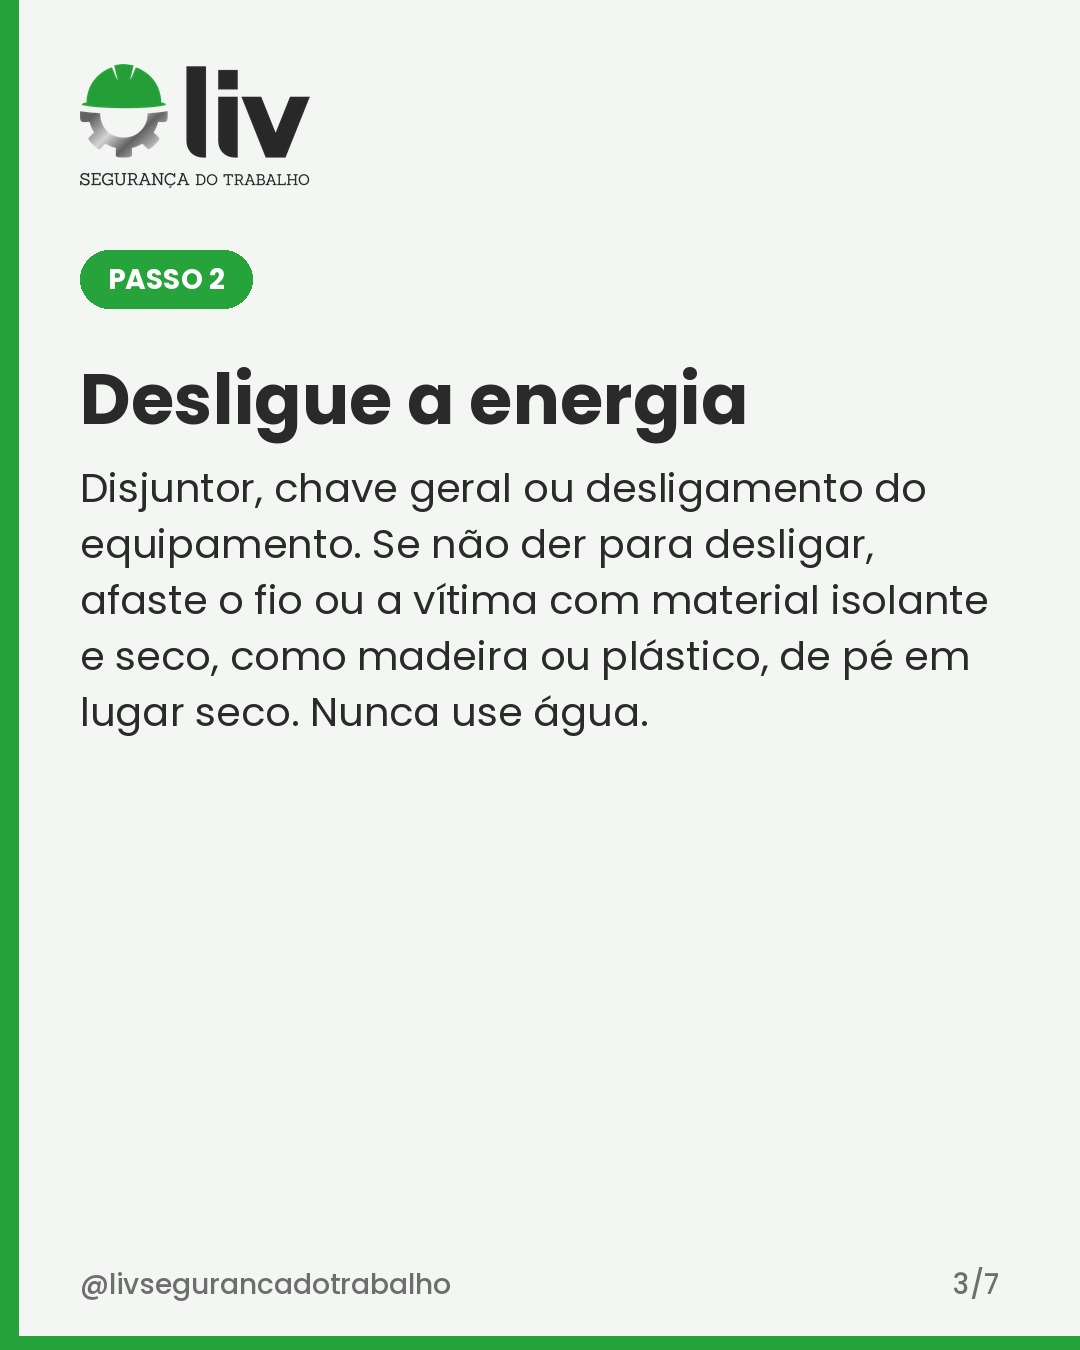 liv
SEGURANÇA DO TRABALHO
PASSO 2
Desligue a energia
Disjuntor, chave geral ou desligamento do
equipamento. Se não der para desligar,
afaste o fio ou a vítima com material isolante
e seco, como madeira ou plástico, de pé em
lugar seco. Nunca use água.
@livsegurancadotrabalho
3/7